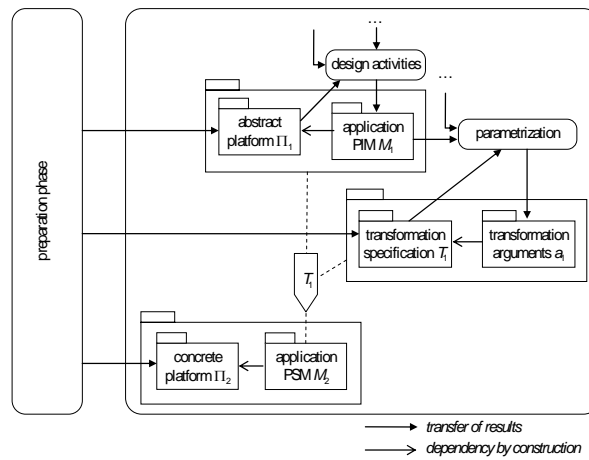 ...
design activities
...
abstract
platform Π₁
application
PIM M₁
parametrization
preparation phase
transformation
specification T₁
transformation
arguments a₁
T₁
concrete
platform Π₂
application
PSM M₂
transfer of results
dependency by construction